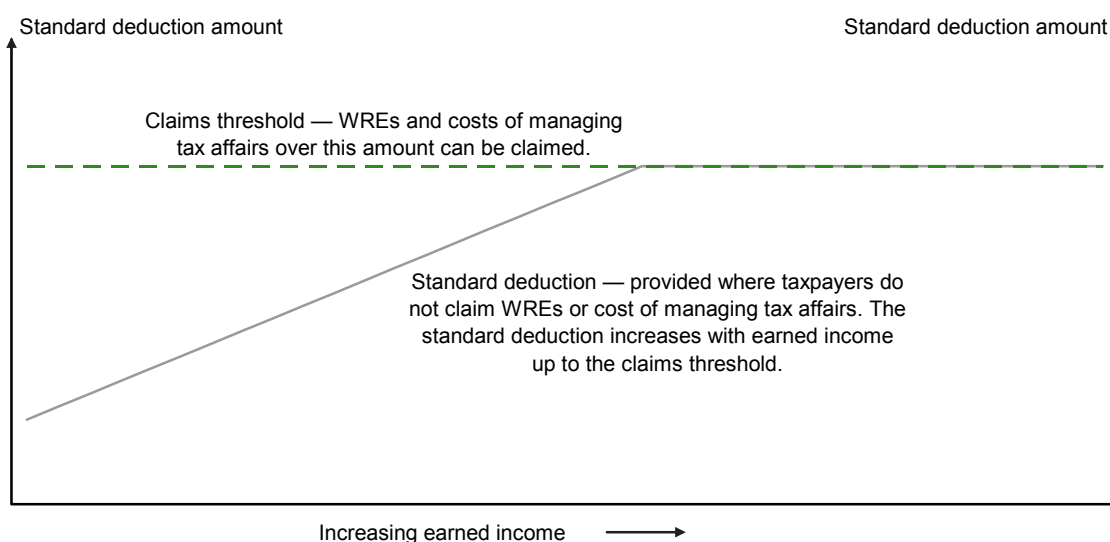 Standard deduction amount
Standard deduction amount
Claims threshold — WREs and costs of managing
tax affairs over this amount can be claimed.
Standard deduction — provided where taxpayers do
not claim WREs or cost of managing tax affairs. The
standard deduction increases with earned income
up to the claims threshold.
Increasing earned income